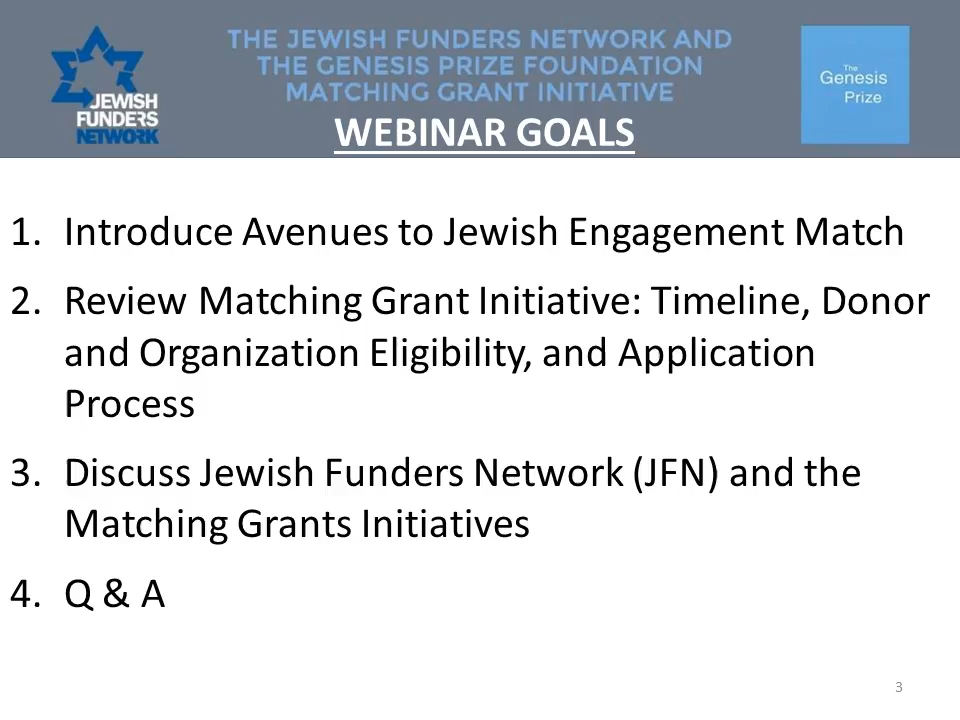 JEWISH
FUNDERS
NETWORK
THE JEWISH FUNDERS NETWORK AND
THE GENESIS PRIZE FOUNDATION
MATCHING GRANT INITIATIVE
WEBINAR GOALS
The
Genesis
Prize
1. Introduce Avenues to Jewish Engagement Match
2. Review Matching Grant Initiative: Timeline, Donor
and Organization Eligibility, and Application
Process
3. Discuss Jewish Funders Network (JFN) and the
Matching Grants Initiatives
4. Q & A
3